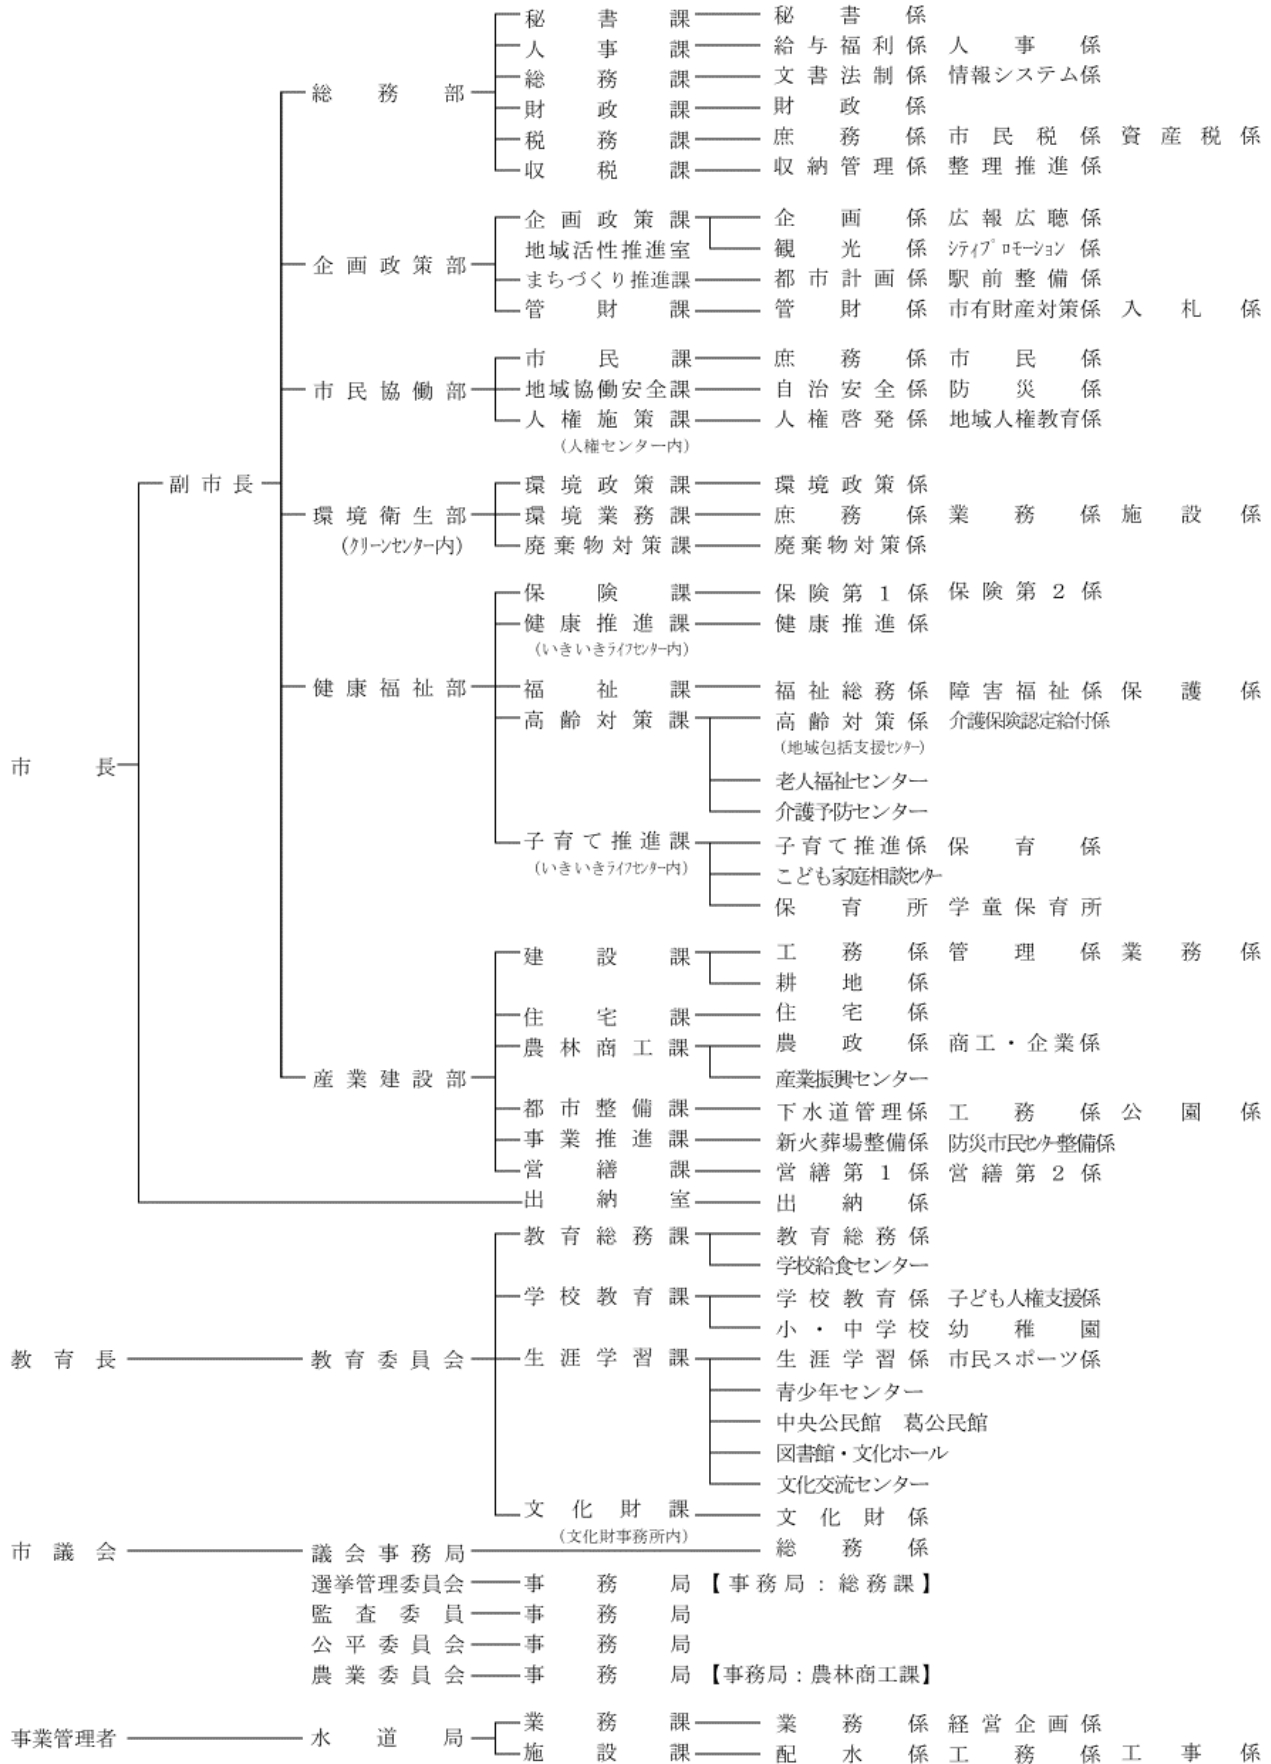 秘書課 秘書係
人事課 給与福利係 人事係
総務課 文書法制係 情報システム係
総務部
財政課 財政係
税務課 庶務係 市民税係 資産税係
収税課 収納管理係 整理推進係
企画政策課 企画係 広報広聴係
地域活性推進室 観光係 シティプロモーション係
企画政策部
まちづくり推進課 都市計画係 駅前整備係
管財課 管財係 市有財産対策係 入札係
市民課 庶務係 市民係
市民協働部 地域協働安全課 自治安全係 防災係
人権施策課 人権啓発係 地域人権教育係
(人権センター内)
副市長 環境政策課 環境政策係
環境衛生部 環境業務課 庶務係 業務係 施設係
(クリーンセンター内) 廃棄物対策課 廃棄物対策係
保険課 保険第1係 保険第2係
健康推進課 健康推進係
(いきいきライフセンター内)
健康福祉部 福祉課 福祉総務係 障害福祉係 保護係
高齢対策課 高齢対策係 介護保険認定給付係
(地域包括支援センター)
市長 老人福祉センター
介護予防センター
子育て推進課 子育て推進係 保育係
(いきいきライフセンター内) こども家庭相談センター
保育所 学童保育所
建設課 工務係 管理係 業務係
耕地係
住宅課 住宅係
農林商工課 農政係 商工・企業係
産業建設部 産業振興センター
都市整備課 下水道管理係 工務係 公園係
事業推進課 新火葬場整備係 防災市民センター整備係
営繕課 営繕第1係 営繕第2係
出納室 出納係
教育総務課 教育総務係
学校給食センター
学校教育課 学校教育係 子ども人権支援係
小・中学校 幼稚園
教育長 教育委員会 生涯学習課 生涯学習係 市民スポーツ係
青少年センター
中央公民館 葛公民館
図書館・文化ホール
文化交流センター
文化財課 文化財係
(文化財事務所内)
市議会 議会事務局 総務係
選挙管理委員会 事務局 【事務局:総務課】
監査委員 事務局
公平委員会 事務局
農業委員会 事務局 【事務局:農林商工課】
業務課 業務係 経営企画係
事業管理者 水道局
施設課 配水係 工務係 工事係